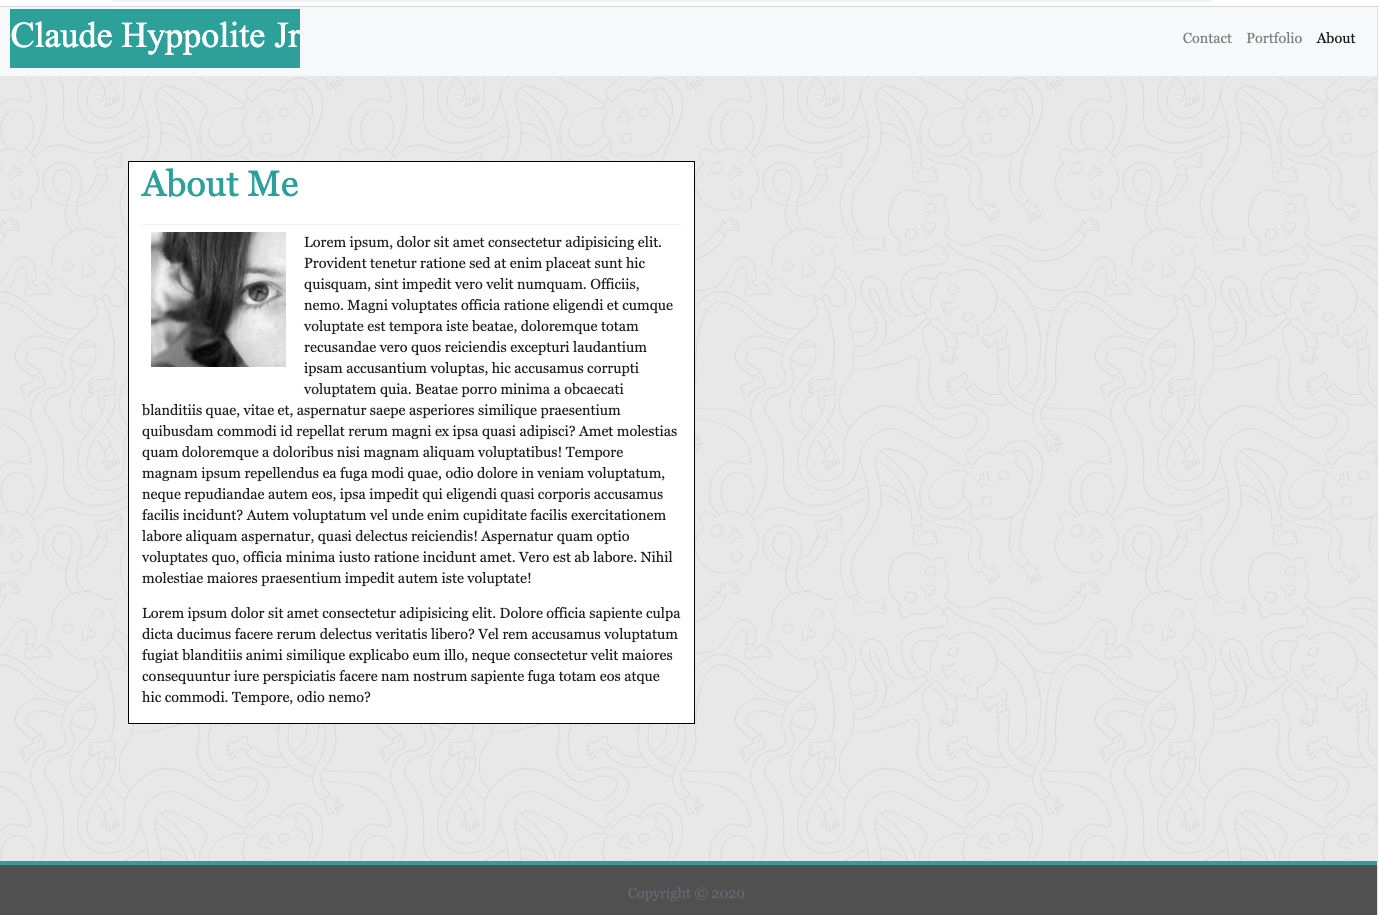 Claude Hyppolite Jr
Contact Portfolio About
About Me
Lorem ipsum, dolor sit amet consectetur adipisicing elit.
Provident tenetur ratione sed at enim placeat sunt hic
quisquam, sint impedit vero velit numquam. Officiis,
nemo. Magni voluptates officia ratione eligendi et cumque
voluptate est tempora iste beatae, doloremque totam
recusandae vero quos reiciendis excepturi laudantium
ipsam accusantium voluptas, hic accusamus corrupti
voluptatem quia. Beatae porro minima a obcaecati
blanditiis quae, vitae et, aspernatur saepe asperiores similique praesentium
quibusdam commodi id repellat rerum magni ex ipsa quasi adipisci? Amet molestias
quam doloremque a doloribus nisi magnam aliquam voluptatibus! Tempore
magnam ipsum repellendus ea fuga modi quae, odio dolore in veniam voluptatum,
neque repudiandae autem eos, ipsa impedit qui eligendi quasi corporis accusamus
facilis incidunt? Autem voluptatum vel unde enim cupiditate facilis exercitationem
labore aliquam aspernatur, quasi delectus reiciendis! Aspernatur quam optio
voluptates quo, officia minima iusto ratione incidunt amet. Vero est ab labore. Nihil
molestiae maiores praesentium impedit autem iste voluptate!
Lorem ipsum dolor sit amet consectetur adipisicing elit. Dolore officia sapiente culpa
dicta ducimus facere rerum delectus veritatis libero? Vel rem accusamus voluptatum
fugiat blanditiis animi similique explicabo eum illo, neque consectetur velit maiores
consequuntur iure perspiciatis facere nam nostrum sapiente fuga totam eos atque
hic commodi. Tempore, odio nemo?
Copyright © 2020